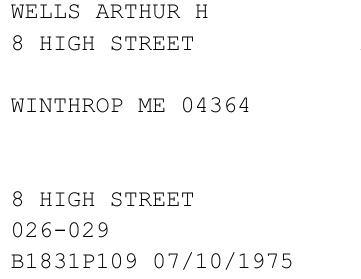 WELLS ARTHUR H
8 HIGH STREET
WINTHROP ME 04364
8 HIGH STREET
026-029
B1831P109 07/10/1975